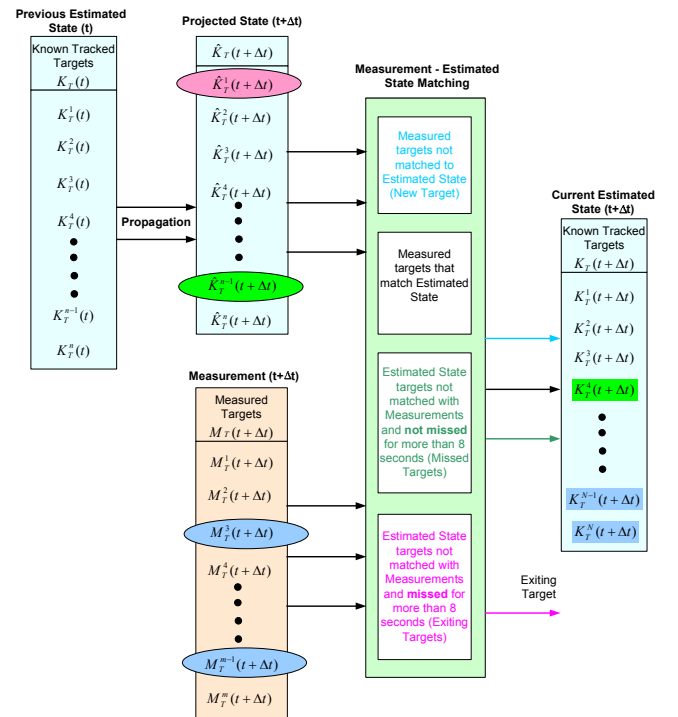 Previous Estimated
State (t)
Known Tracked
Targets
K_T(t)
K_T^1(t)
K_T^2(t)
K_T^3(t)
K_T^4(t)
K_T^{n-1}(t)
K_T^n(t)
Propagation
Projected State (t+Δt)
K̂_T(t + Δt)
K̂_T^1(t + Δt)
K̂_T^2(t + Δt)
K̂_T^3(t + Δt)
K̂_T^4(t + Δt)
K̂_T^{n-1}(t + Δt)
K̂_T^n(t + Δt)
Measurement (t+Δt)
Measured
Targets
M_T(t + Δt)
M_T^1(t + Δt)
M_T^2(t + Δt)
M_T^3(t + Δt)
M_T^4(t + Δt)
M_T^{m-1}(t + Δt)
M_T^m(t + Δt)
Measurement - Estimated
State Matching
Measured
targets not
matched to
Estimated State
(New Target)
Measured
targets that
match Estimated
State
Estimated State
targets not
matched with
Measurements
and not missed
for more than 8
seconds (Missed
Targets)
Estimated State
targets not
matched with
Measurements
and missed for
more than 8
seconds (Exiting
Targets)
Exiting
Target
Current Estimated
State (t+Δt)
Known Tracked
Targets
K_T(t + Δt)
K_T^1(t + Δt)
K_T^2(t + Δt)
K_T^3(t + Δt)
K_T^4(t + Δt)
K_T^{N-1}(t + Δt)
K_T^N(t + Δt)